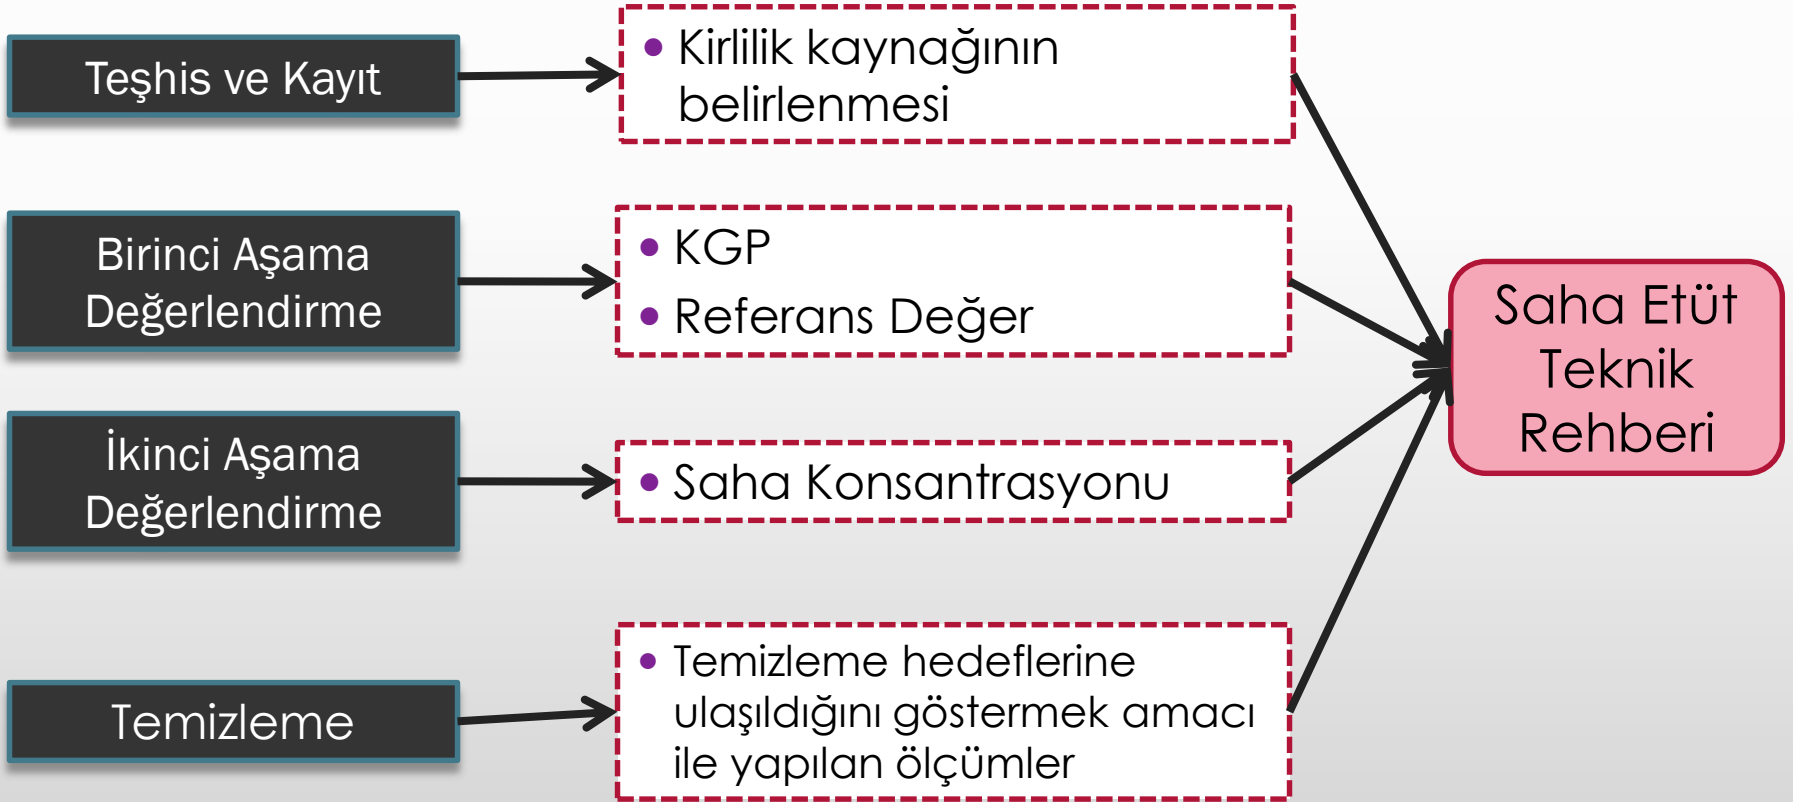 Teşhis ve Kayıt
• Kirlilik kaynağının
belirlenmesi
Birinci Aşama
Değerlendirme
• KGP
• Referans Değer
İkinci Aşama
Değerlendirme
• Saha Konsantrasyonu
Temizleme
• Temizleme hedeflerine
ulaşıldığını göstermek amacı
ile yapılan ölçümler
Saha Etüt
Teknik
Rehberi